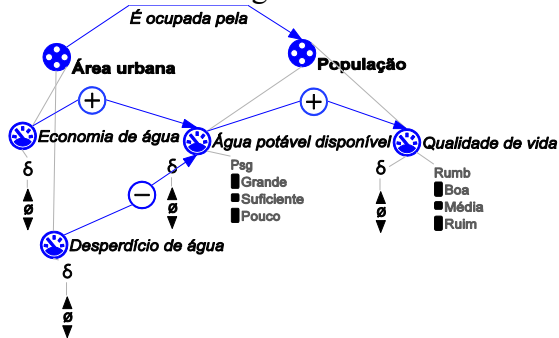 É ocupada pela
Área urbana
População
+
+
Economia de água
Água potável disponível
Qualidade de vida
δ
ø
δ
ø
Psg
Grande
Suficiente
Pouco
δ
ø
Rumb
Boa
Média
Ruim
−
Desperdício de água
δ
ø